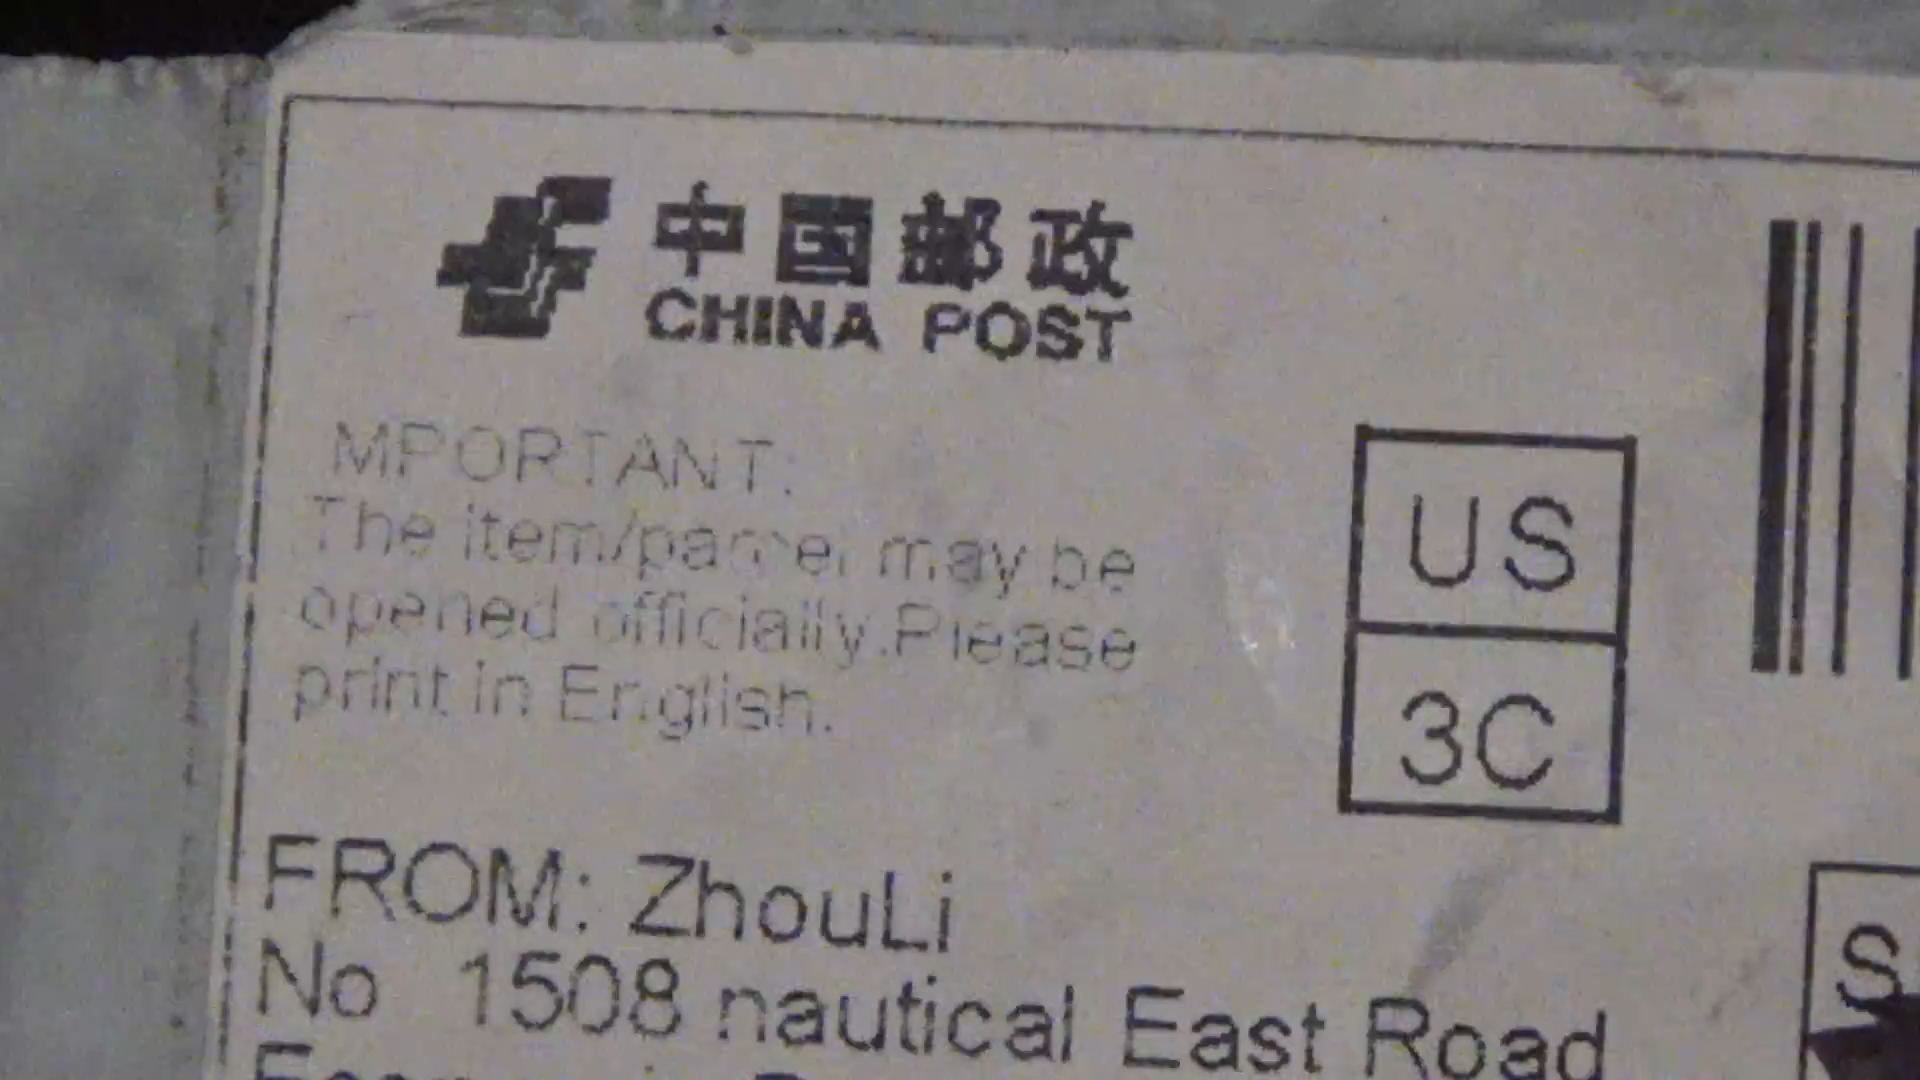 中国邮政
CHINA POST
MPORTANT:
The item/parcel may be
opened officially.Please
print in English.
US
3C
FROM: ZhouLi
No 1508 nautical East Road